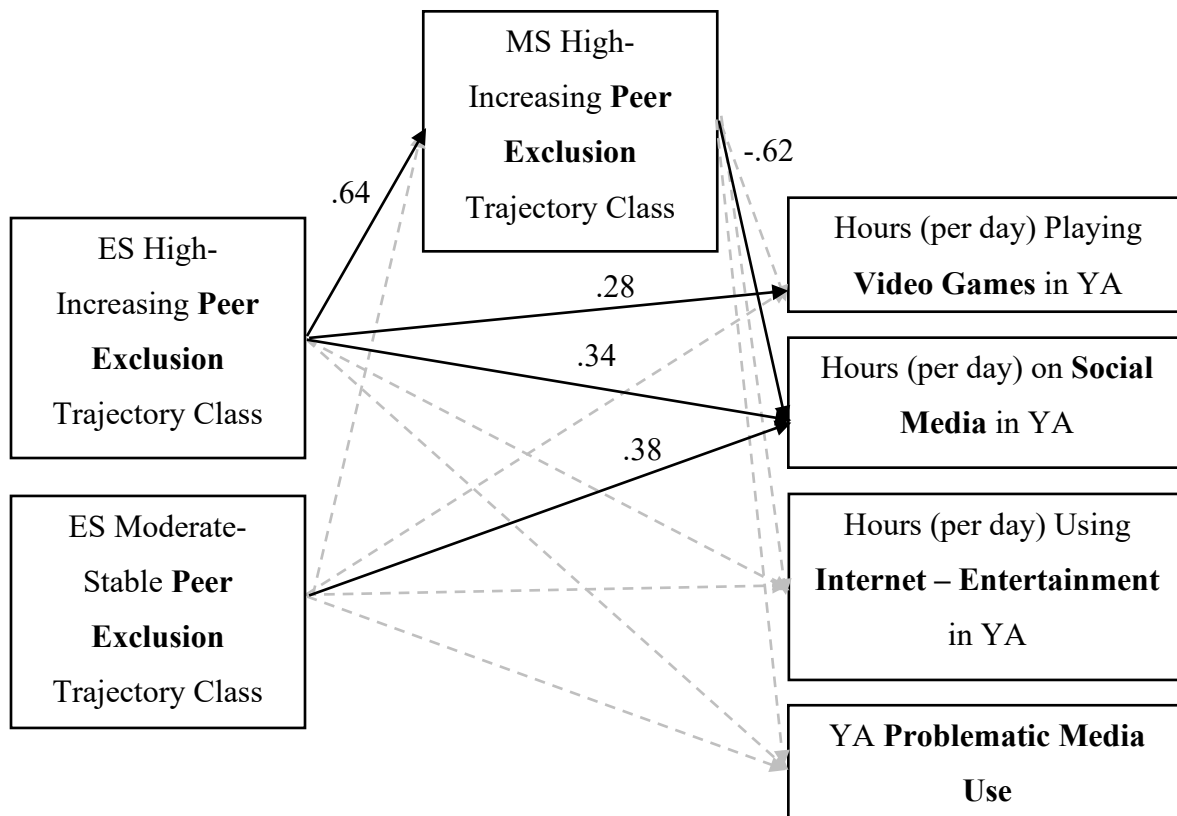 MS High-
Increasing Peer
Exclusion
Trajectory Class
-.62
.64
ES High-
Increasing Peer
Exclusion
Trajectory Class
.28
.34
.38
Hours (per day) Playing
Video Games in YA
Hours (per day) on Social
Media in YA
ES Moderate-
Stable Peer
Exclusion
Trajectory Class
Hours (per day) Using
Internet – Entertainment
in YA
YA Problematic Media
Use